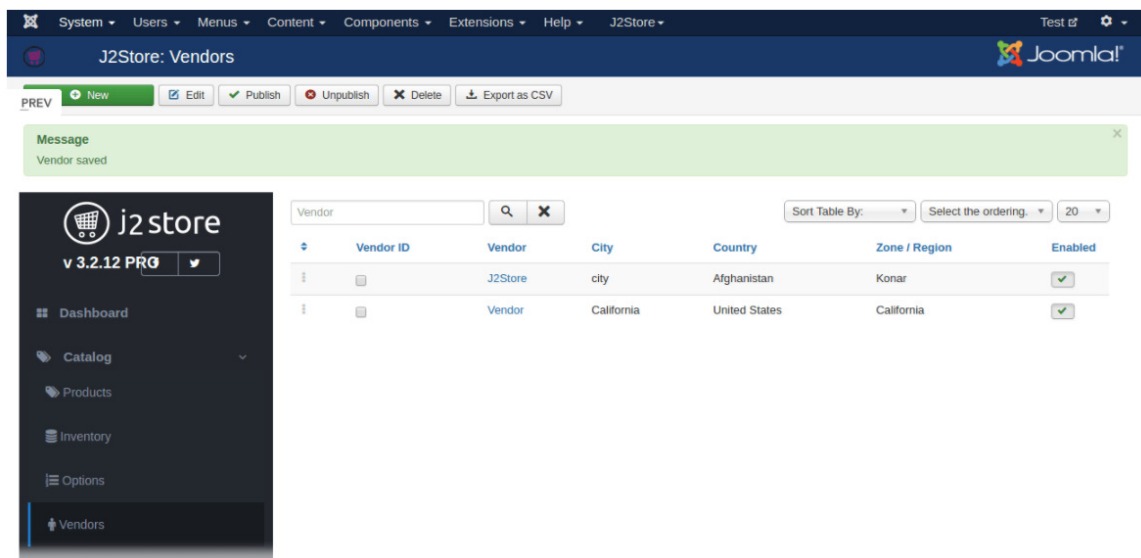 System Users Menus Content Components Extensions Help J2Store Test
J2Store: Vendors Joomla!®
PREV New Edit Publish Unpublish Delete Export as CSV
Message
Vendor saved
j2store
v 3.2.12 PRO
Vendor Sort Table By: Select the ordering. 20
Vendor ID Vendor City Country Zone / Region Enabled
J2Store city Afghanistan Konar
Vendor California United States California
Dashboard
Catalog
Products
Inventory
Options
Vendors